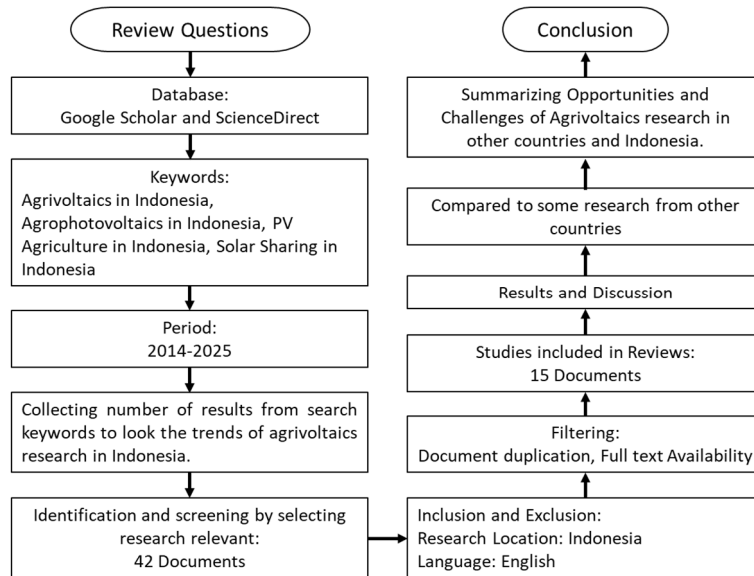 Review Questions
Database:
Google Scholar and ScienceDirect
Keywords:
Agrivoltaics in Indonesia,
Agrophotovoltaics in Indonesia, PV
Agriculture in Indonesia, Solar Sharing in
Indonesia
Period:
2014-2025
Collecting number of results from search
keywords to look the trends of agrivoltaics
research in Indonesia.
Identification and screening by selecting
research relevant:
42 Documents
Inclusion and Exclusion:
Research Location: Indonesia
Language: English
Filtering:
Document duplication, Full text Availability
Studies included in Reviews:
15 Documents
Results and Discussion
Compared to some research from other
countries
Summarizing Opportunities and
Challenges of Agrivoltaics research in
other countries and Indonesia.
Conclusion